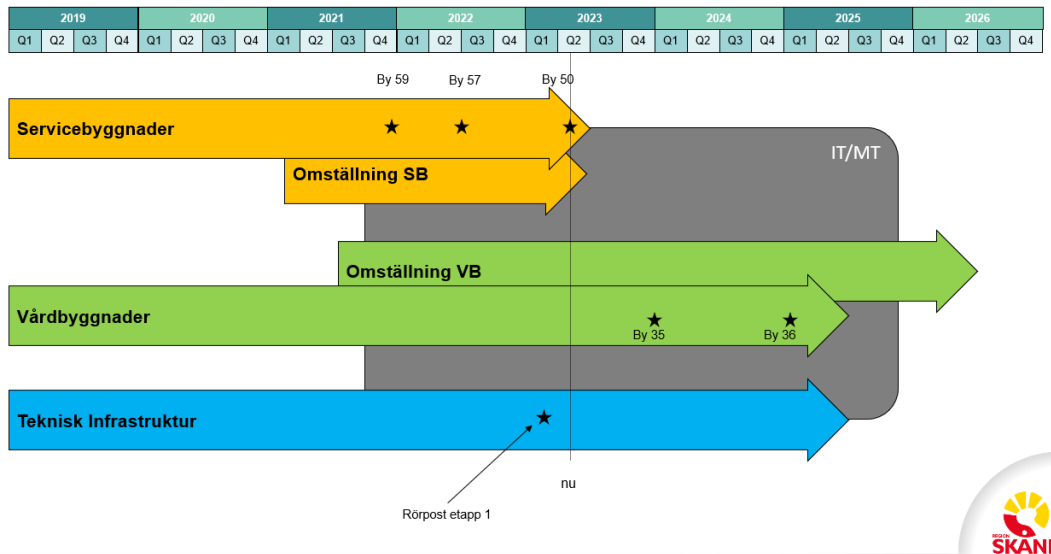 2019 2020 2021 2022 2023 2024 2025 2026
Q1 Q2 Q3 Q4 Q1 Q2 Q3 Q4 Q1 Q2 Q3 Q4 Q1 Q2 Q3 Q4 Q1 Q2 Q3 Q4 Q1 Q2 Q3 Q4 Q1 Q2 Q3 Q4 Q1 Q2 Q3 Q4
By 59 By 57 By 50
Servicebyggnader
IT/MT
Omställning SB
Omställning VB
Vårdbyggnader
By 35 By 36
Teknisk Infrastruktur
nu
Rörpost etapp 1
REGION